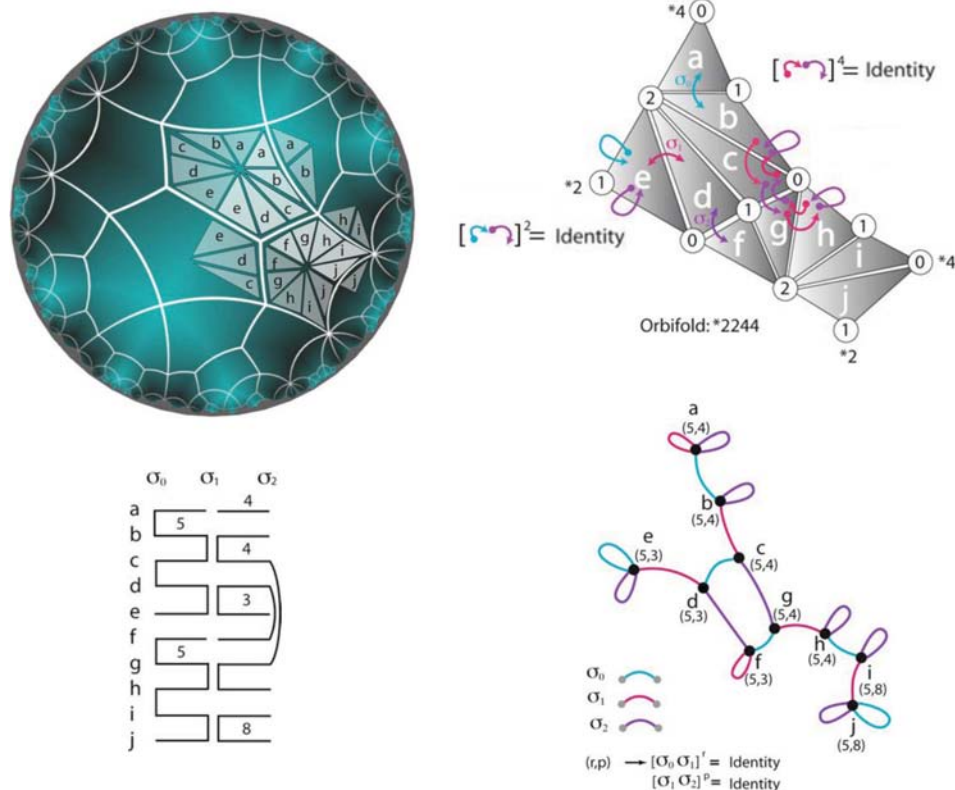 c b a a a
d b b
e e d c
e f g h h i
d f i
c g h i j j j
*4 0
a
σ₀
[ ]⁴= Identity
2 1
b
σ₁ c
0
*2 1 e
d 1
σ₂
[ ]²= Identity
0 f g h 1
i 0 *4
2
j
Orbifold: *2244
1
*2
σ₀ σ₁ σ₂
a 4
b 5
c 4
d
e 3
f
g 5
h
i
j 8
a
(5,4)
b
(5,4)
e
(5,3)
c
(5,4)
d
(5,3)
g
(5,4)
f
(5,3)
h
(5,4)
i
(5,8)
j
(5,8)
σ₀
σ₁
σ₂
(r,p) → [σ₀ σ₁]ʳ = Identity
[σ₁ σ₂]ᵖ = Identity